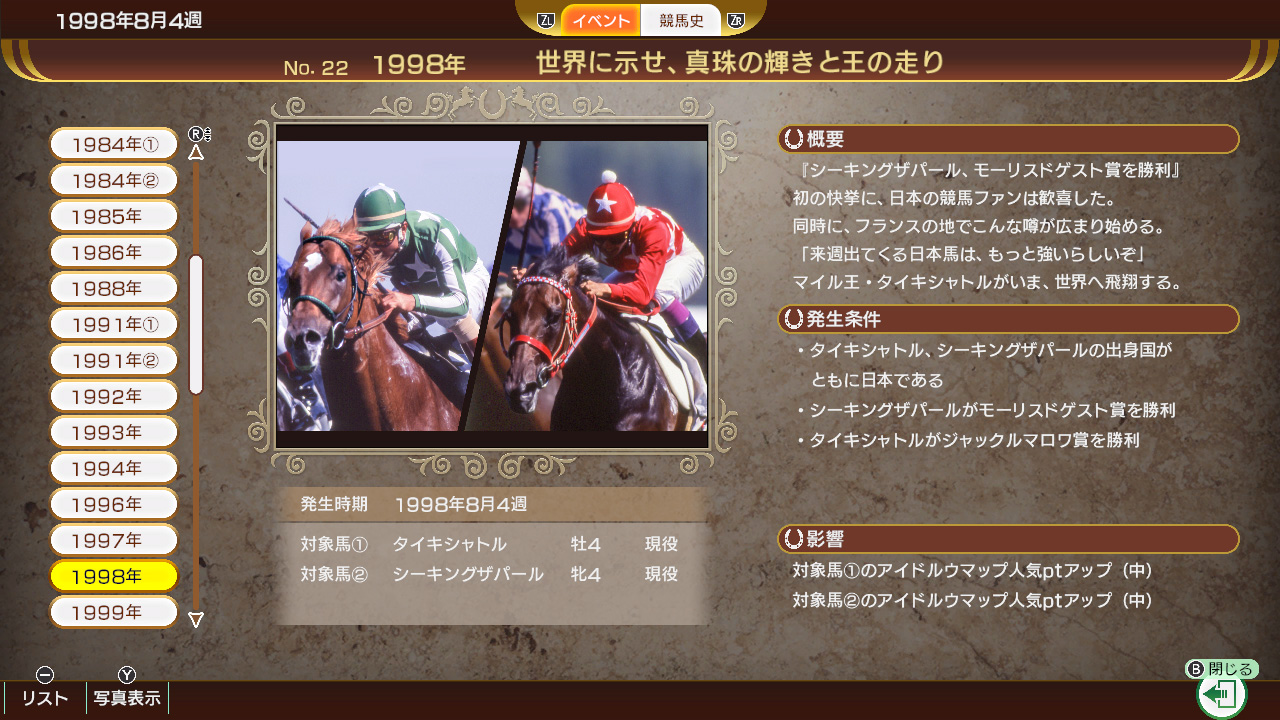 1998年8月4週
ZL イベント 競馬史 ZR
No. 22 1998年 世界に示せ、真珠の輝きと王の走り
R
1984年①
1984年②
1985年
1986年
1988年
1991年①
1991年②
1992年
1993年
1994年
1996年
1997年
1998年
1999年
発生時期 1998年8月4週
対象馬① タイキシャトル 牡4 現役
対象馬② シーキングザパール 牝4 現役
概要
『シーキングザパール、モーリスドゲスト賞を勝利』
初の快挙に、日本の競馬ファンは歓喜した。
同時に、フランスの地でこんな噂が広まり始める。
「来週出てくる日本馬は、もっと強いらしいぞ」
マイル王・タイキシャトルがいま、世界へ飛翔する。
発生条件
・タイキシャトル、シーキングザパールの出身国が
ともに日本である
・シーキングザパールがモーリスドゲスト賞を勝利
・タイキシャトルがジャックルマロワ賞を勝利
影響
対象馬①のアイドルウマップ人気ptアップ（中）
対象馬②のアイドルウマップ人気ptアップ（中）
リスト
Y
写真表示
B 閉じる